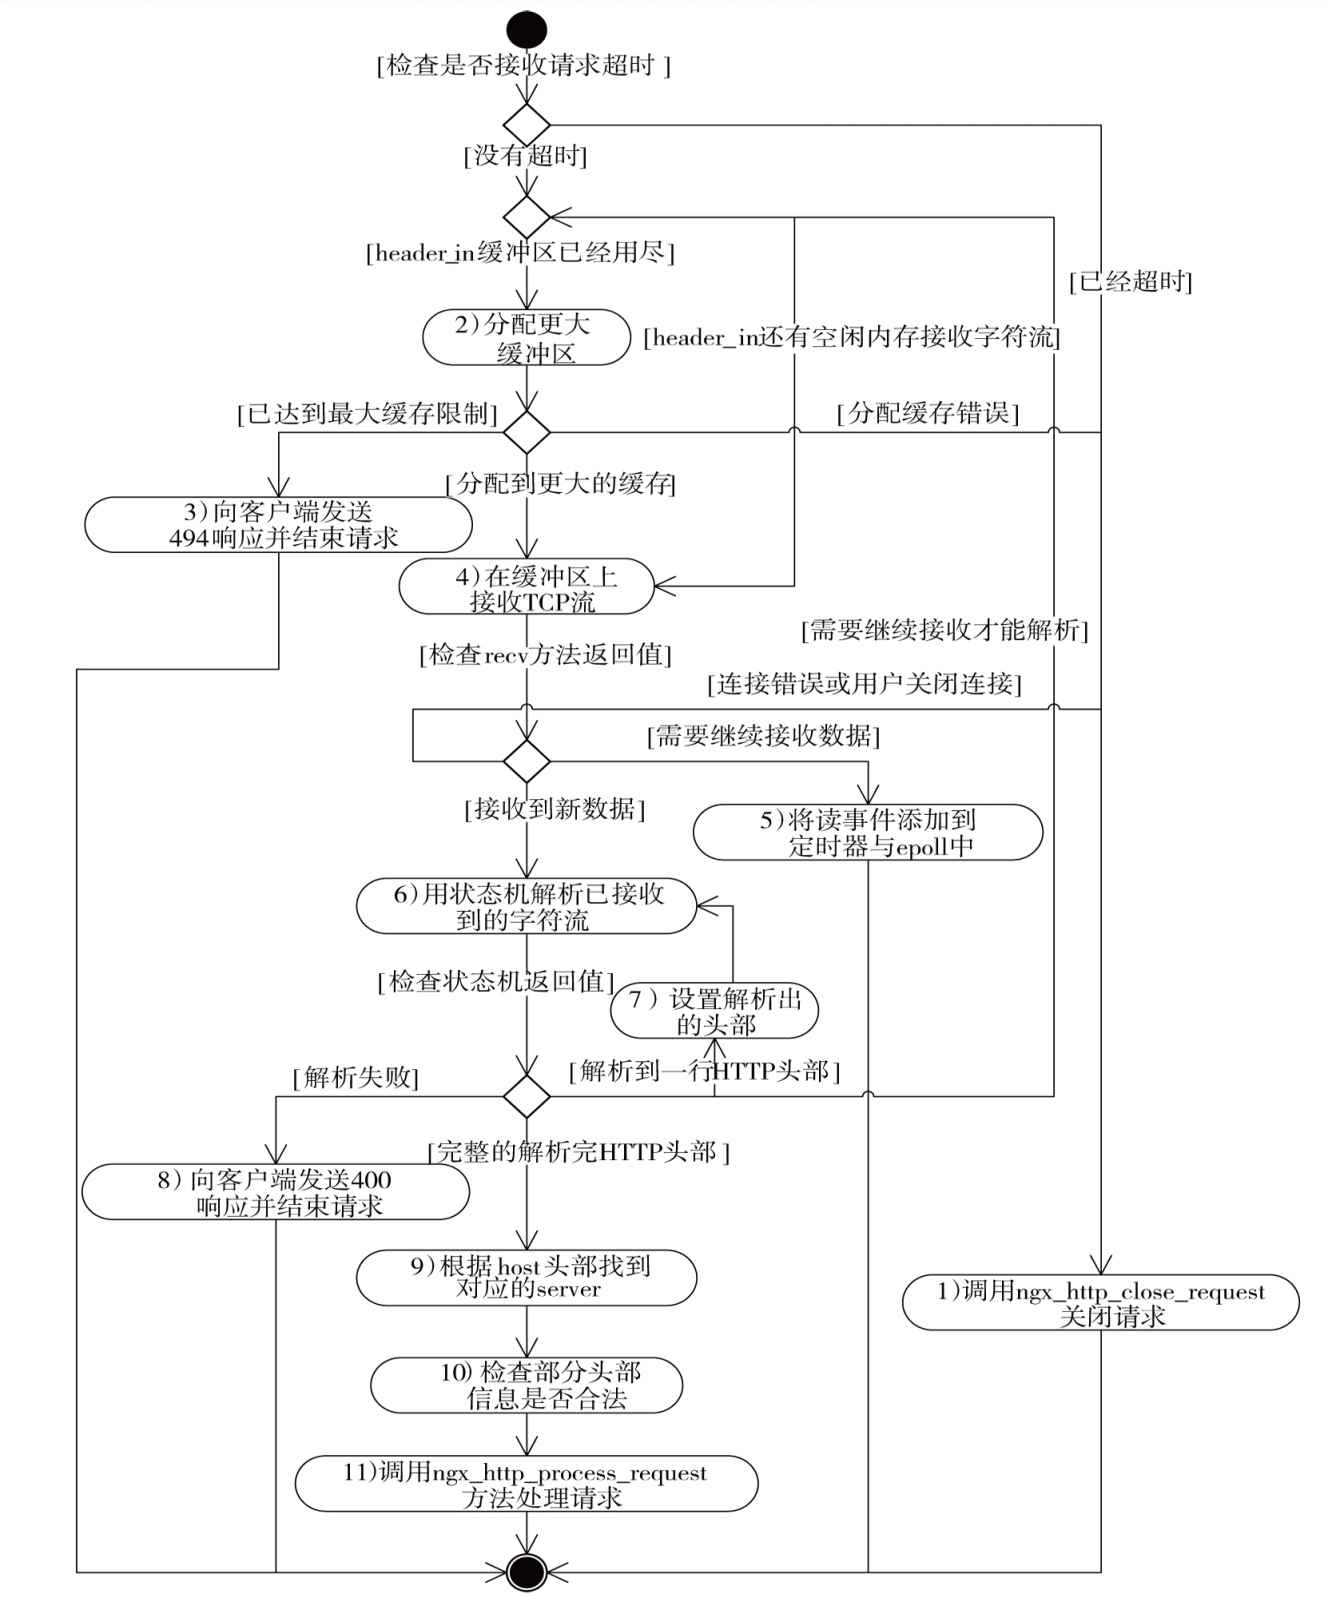 [检查是否接收请求超时 ]
[没有超时]
[header_in缓冲区已经用尽]
[已经超时]
2)分配更大
缓冲区
[header_in还有空闲内存接收字符流]
[已达到最大缓存限制]
[分配缓存错误]
[分配到更大的缓存]
3)向客户端发送
494响应并结束请求
4)在缓冲区上
接收TCP流
[需要继续接收才能解析]
[检查recv方法返回值]
[连接错误或用户关闭连接]
[需要继续接收数据]
[接收到新数据]
5)将读事件添加到
定时器与epoll中
6)用状态机解析已接收
到的字符流
[检查状态机返回值]
7) 设置解析出
的头部
[解析失败]
[解析到一行HTTP头部]
[完整的解析完HTTP头部 ]
8) 向客户端发送400
响应并结束请求
9)根据host头部找到
对应的server
1)调用ngx_http_close_request
关闭请求
10) 检查部分头部
信息是否合法
11)调用ngx_http_process_request
方法处理请求